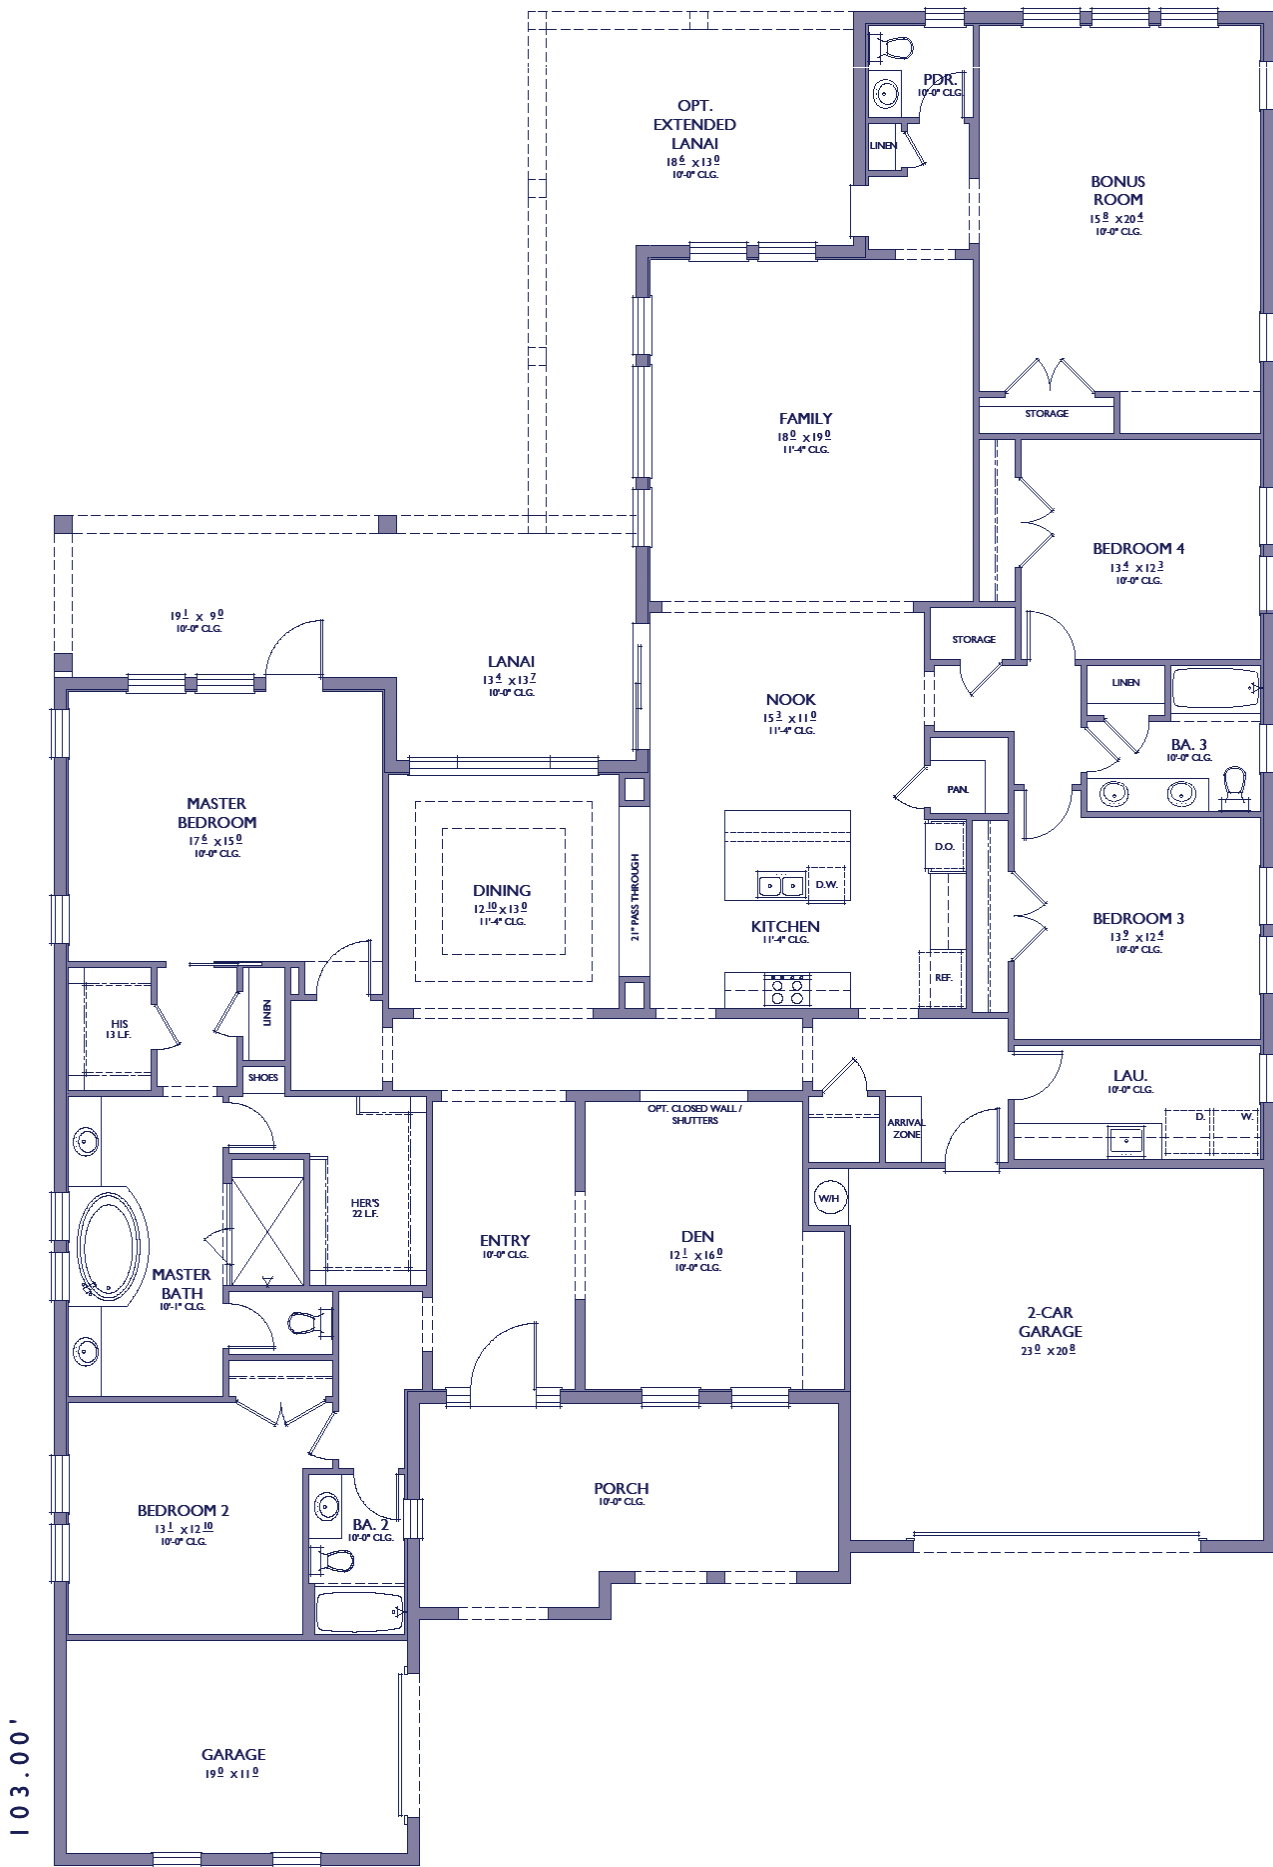 PDR.
10'-0" CLG.
OPT.
EXTENDED
LANAI
18 6 x 13 0
10'-0" CLG.
LINEN
BONUS
ROOM
15 8 x 20 4
10'-0" CLG.
STORAGE
FAMILY
18 0 x 19 0
11'-4" CLG.
BEDROOM 4
13 4 x 12 3
10'-0" CLG.
19 1 x 9 0
10'-0" CLG.
STORAGE
LANAI
13 4 x 13 7
10'-0" CLG.
LINEN
NOOK
15 3 x 11 0
11'-4" CLG.
BA. 3
10'-0" CLG.
PAN.
MASTER
BEDROOM
17 6 x 15 0
10'-0" CLG.
D.O.
DINING
12 10 x 13 0
11'-4" CLG.
21" PASS THROUGH
D.W.
KITCHEN
11'-4" CLG.
BEDROOM 3
13 9 x 12 4
10'-0" CLG.
REF.
HIS
13 L.F.
LINEN
SHOES
LAU.
10'-0" CLG.
OPT. CLOSED WALL /
SHUTTERS
ARRIVAL
ZONE
D.
W.
HER'S
22 L.F.
W/H
ENTRY
10'-0" CLG.
DEN
12 1 x 16 0
10'-0" CLG.
MASTER
BATH
10'-1" CLG.
2-CAR
GARAGE
23 0 x 20 8
PORCH
10'-0" CLG.
BEDROOM 2
13 1 x 12 10
10'-0" CLG.
BA. 2
10'-0" CLG.
GARAGE
19 0 x 11 0
103.00'